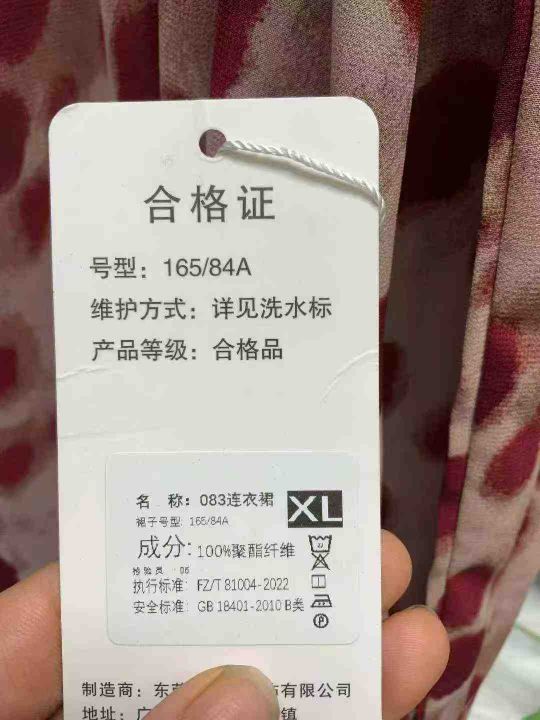 合格证
号型：165/84A
维护方式：详见洗水标
产品等级：合格品
名 称：083连衣裙
XL
裙子号型：165/84A
成分：100%聚酯纤维
检验员：06
执行标准：FZ/T 81004-2022
安全标准：GB 18401-2010 B类
制造商：东 有限公司
地址：广 镇